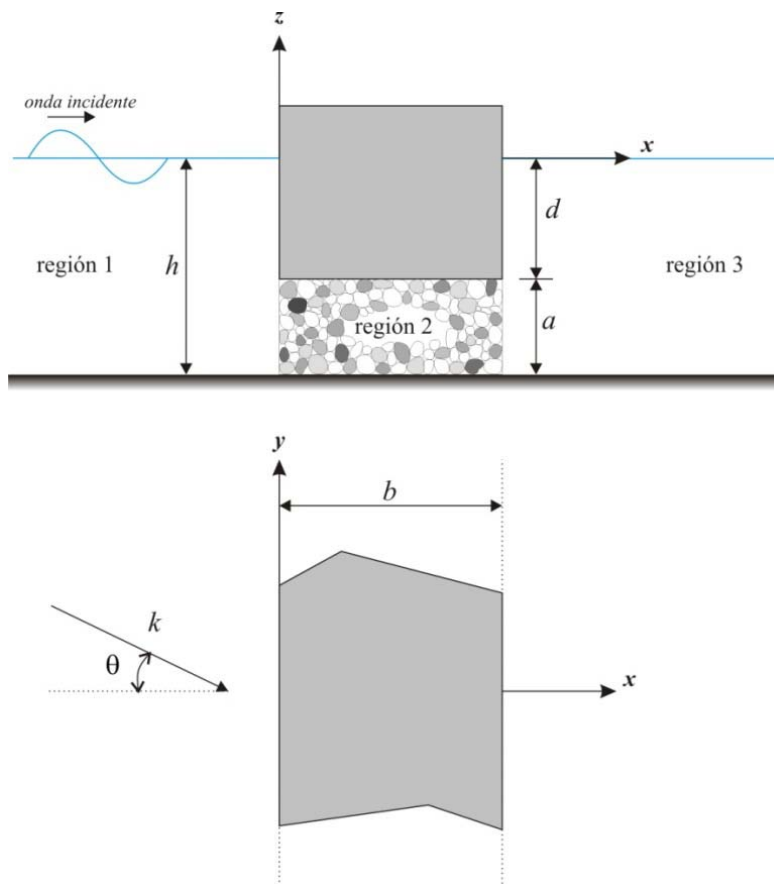 z
onda incidente
x
d
región 1
h
región 3
región 2
a
y
b
k
θ
x